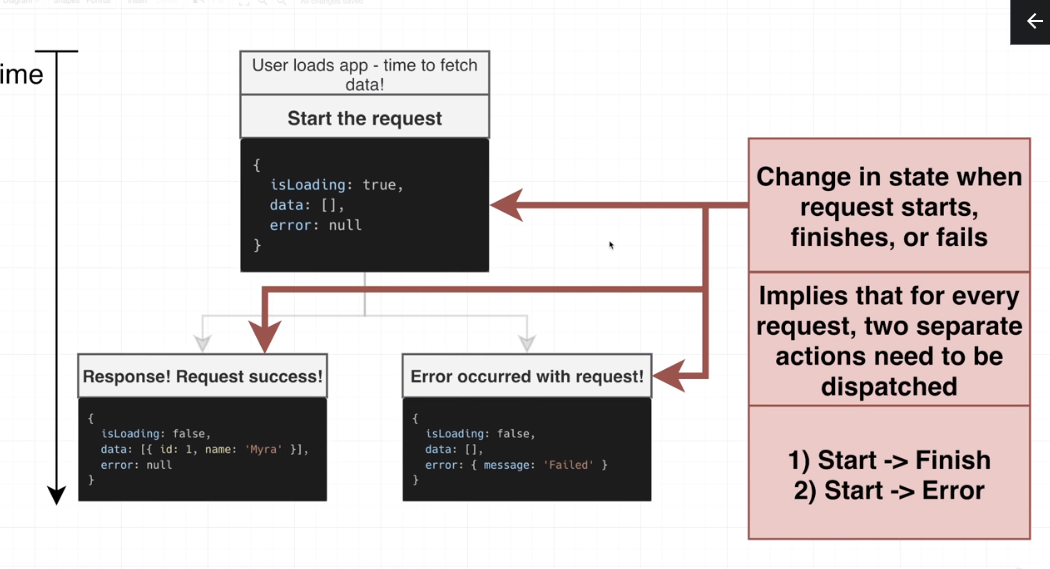 User loads app - time to fetch
data!
Start the request
{
isLoading: true,
data: [],
error: null
}
Response! Request success!
{
isLoading: false,
data: [{ id: 1, name: 'Myra' }],
error: null
}
Error occurred with request!
{
isLoading: false,
data: [],
error: { message: 'Failed' }
}
Change in state when
request starts,
finishes, or fails
Implies that for every
request, two separate
actions need to be
dispatched
1) Start -> Finish
2) Start -> Error